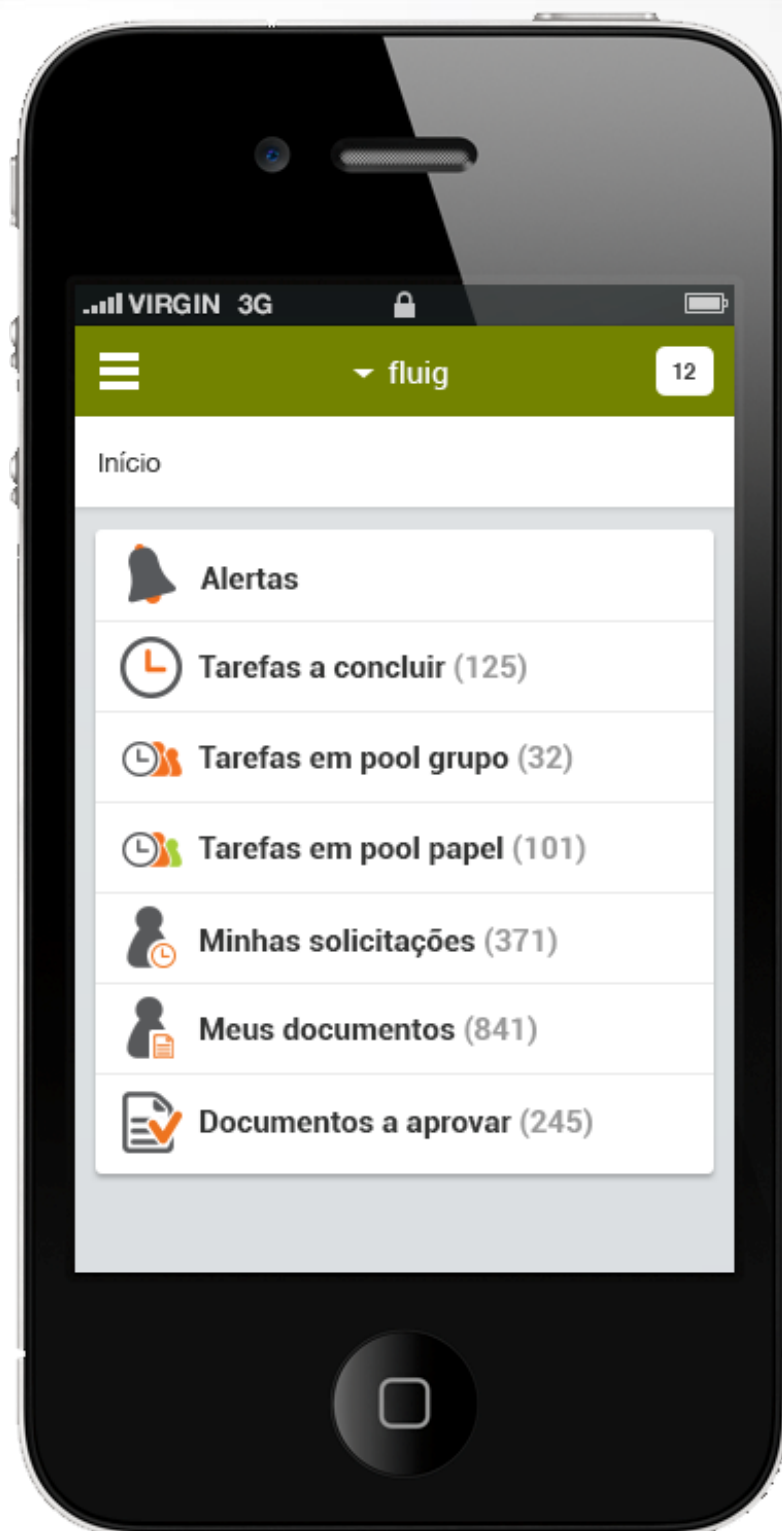 VIRGIN 3G
fluig
12
Início
Alertas
Tarefas a concluir (125)
Tarefas em pool grupo (32)
Tarefas em pool papel (101)
Minhas solicitações (371)
Meus documentos (841)
Documentos a aprovar (245)